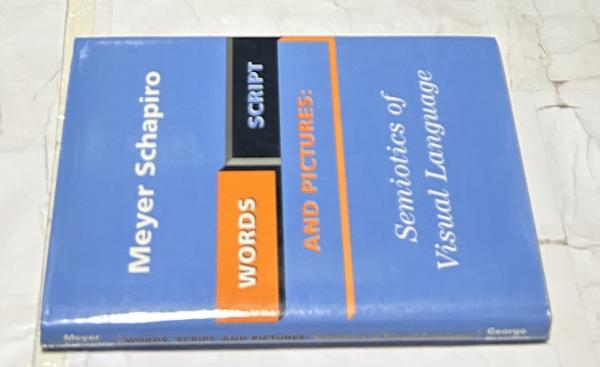 Meyer Schapiro
WORDS
SCRIPT
AND PICTURES:
Semiotics of
Visual Language
Meyer
WORDS, SCRIPT, AND PICTURES:
George